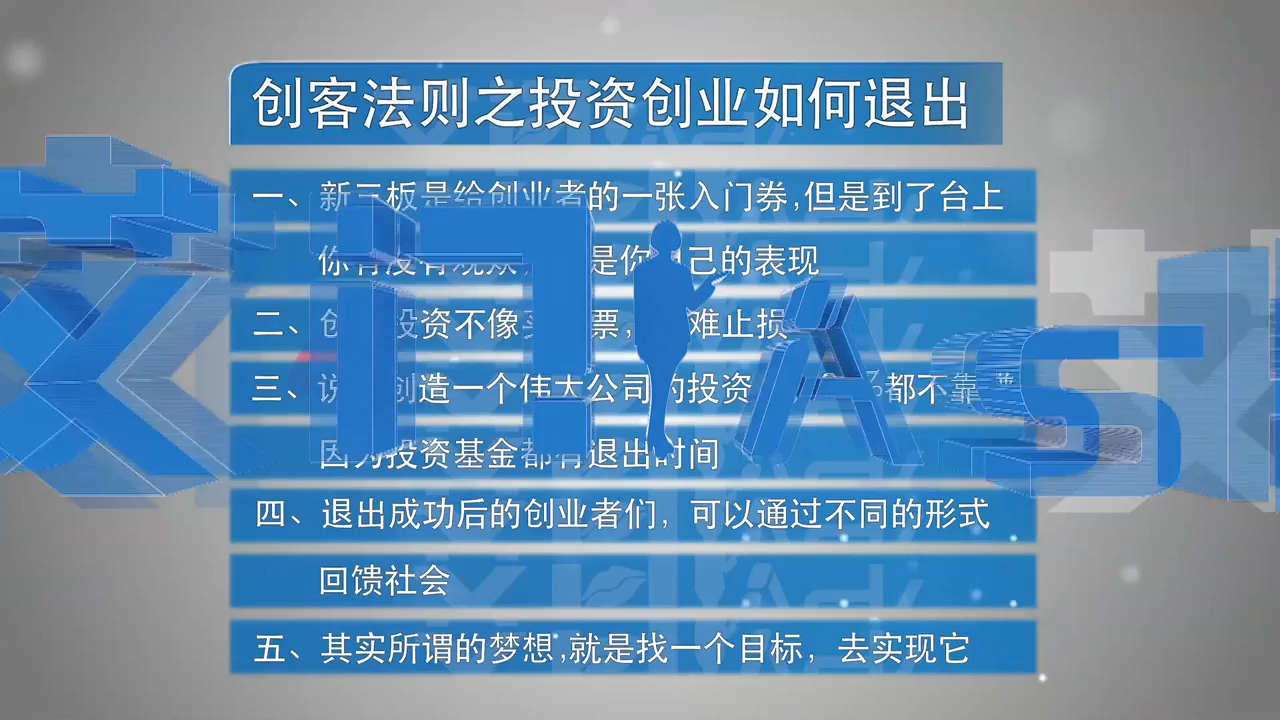 创客法则之投资创业如何退出
一、新三板是给创业者的一张入门券,但是到了台上
你有没有观众, 是你自己的表现
二、创 投资不像买 票, 难止损
三、说 创造一个伟大公司的投资 都不靠谱
因为投资基金都有退出时间
四、退出成功后的创业者们，可以通过不同的形式
回馈社会
五、其实所谓的梦想,就是找一个目标，去实现它